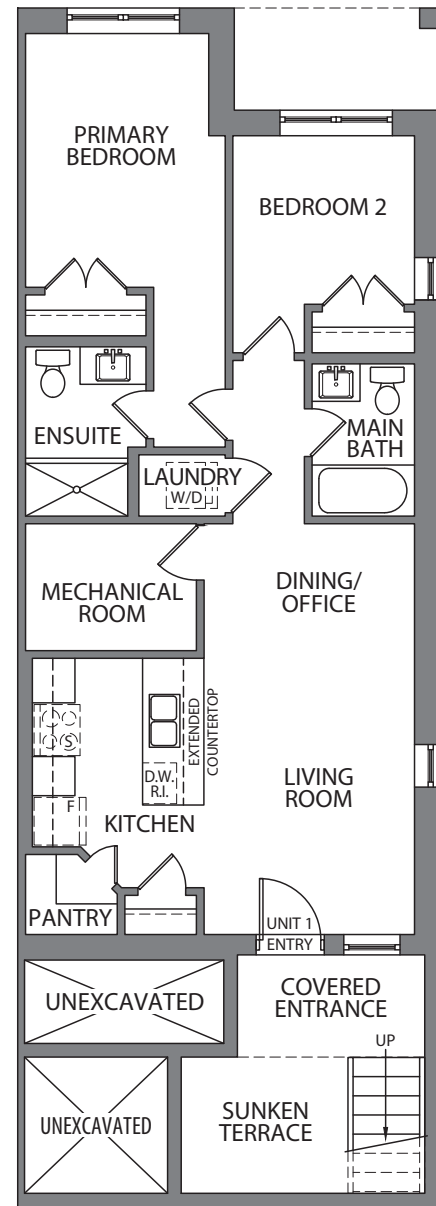 PRIMARY
BEDROOM
BEDROOM 2
ENSUITE
MAIN
BATH
LAUNDRY
W/D
MECHANICAL
ROOM
DINING/
OFFICE
EXTENDED
COUNTERTOP
S
D.W.
R.I.
F
LIVING
ROOM
KITCHEN
PANTRY
UNIT 1
ENTRY
UNEXCAVATED
COVERED
ENTRANCE
UP
UNEXCAVATED
SUNKEN
TERRACE